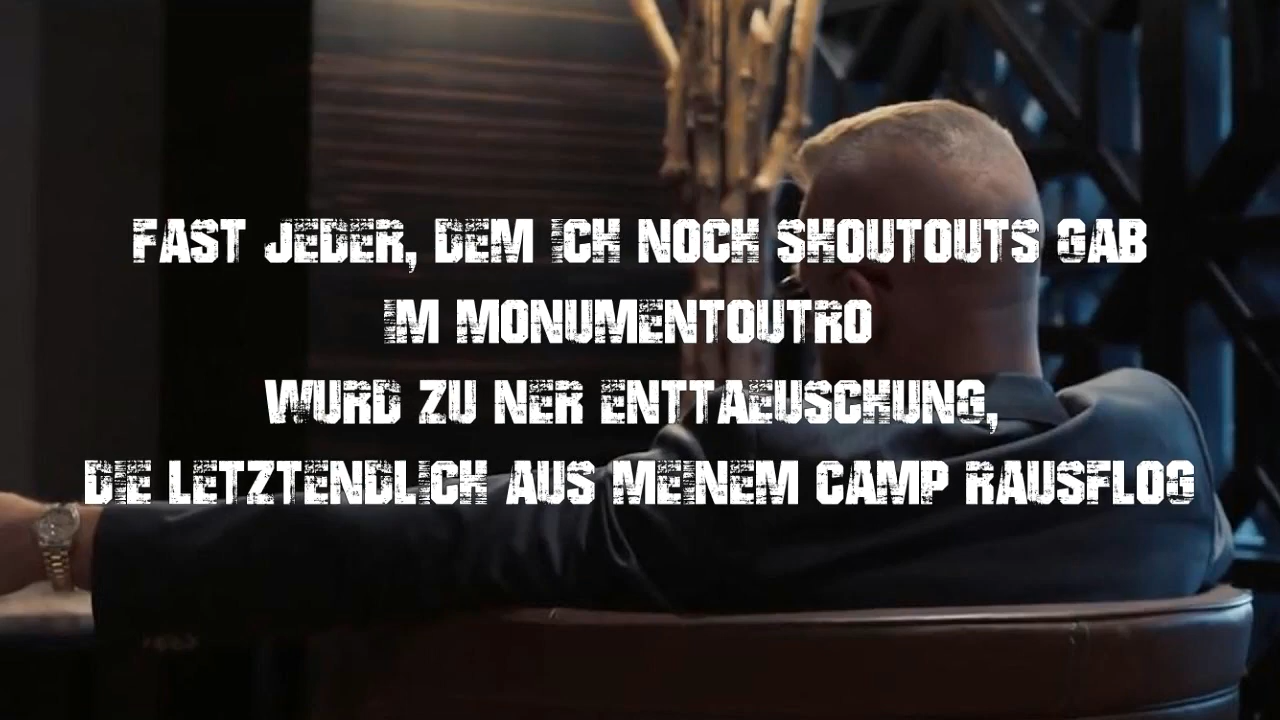 FAST JEDER, DEM ICH NOCH SHOUTOUTS GAB
IM MONUMENTOUTRO
WURD ZU NER ENTTAEUSCHUNG,
DIE LETZTENDLICH AUS MEINEM CAMP RAUSFLOG